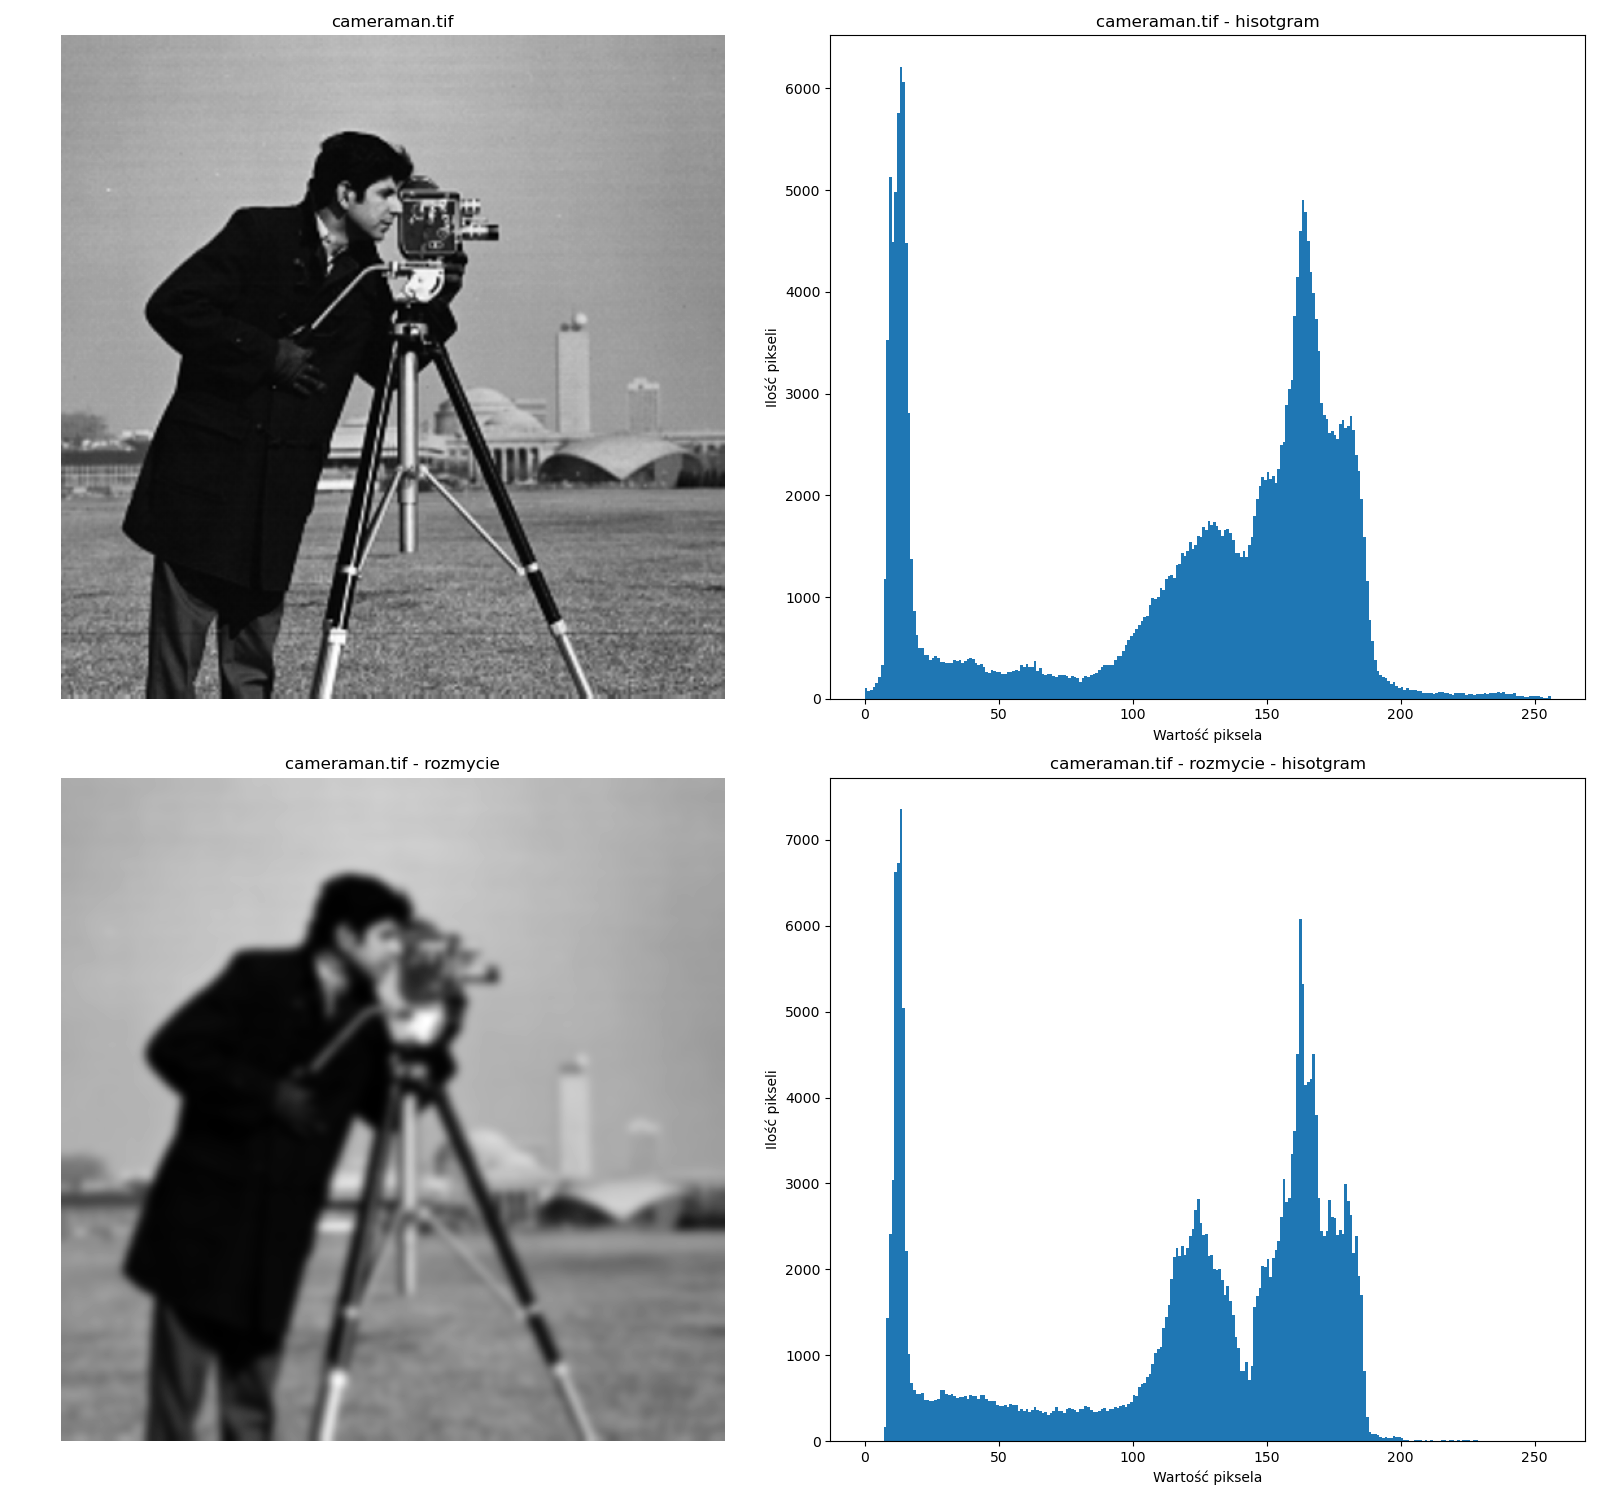 cameraman.tif
cameraman.tif - hisotgram
6000
5000
4000
3000
2000
1000
0
Ilość pikseli
0 50 100 150 200 250
Wartość piksela
cameraman.tif - rozmycie
cameraman.tif - rozmycie - hisotgram
7000
6000
5000
4000
3000
2000
1000
0
Ilość pikseli
0 50 100 150 200 250
Wartość piksela